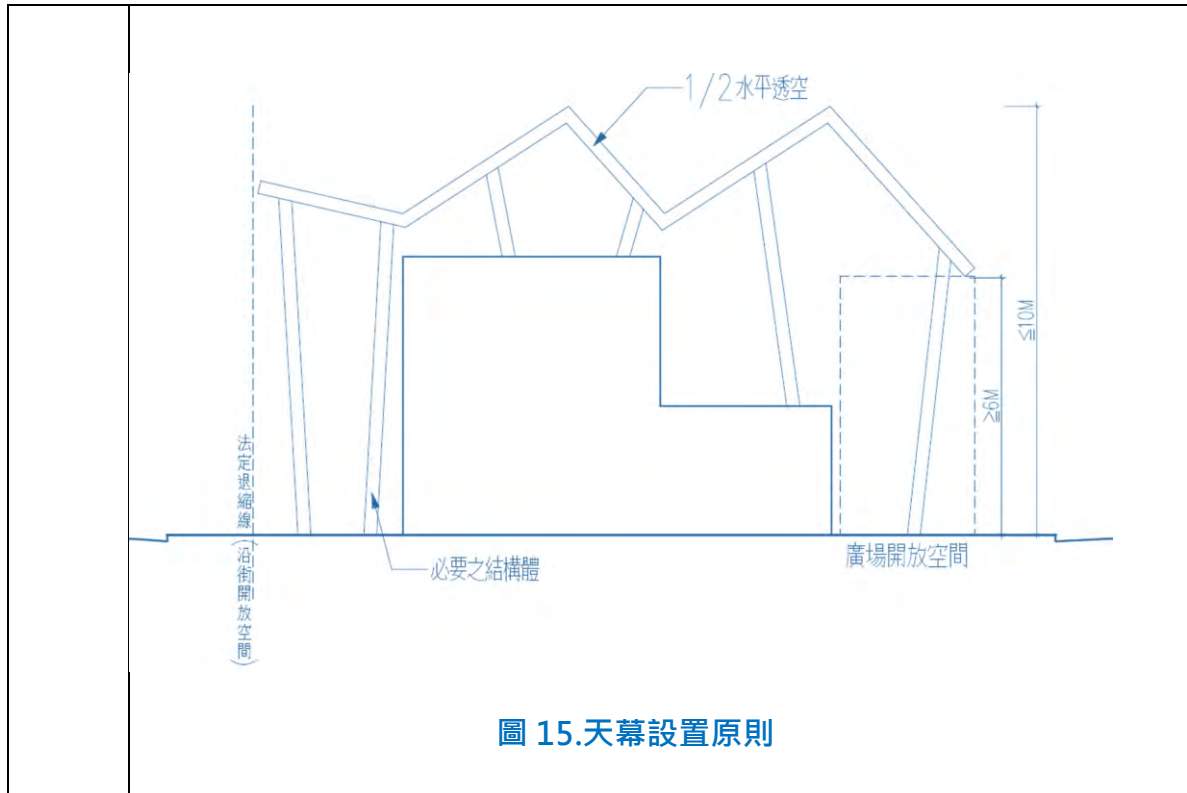 1/2水平透空
≦10M
≥6M
法定退縮線(沿街開放空間)
必要之結構體
廣場開放空間
圖 15.天幕設置原則